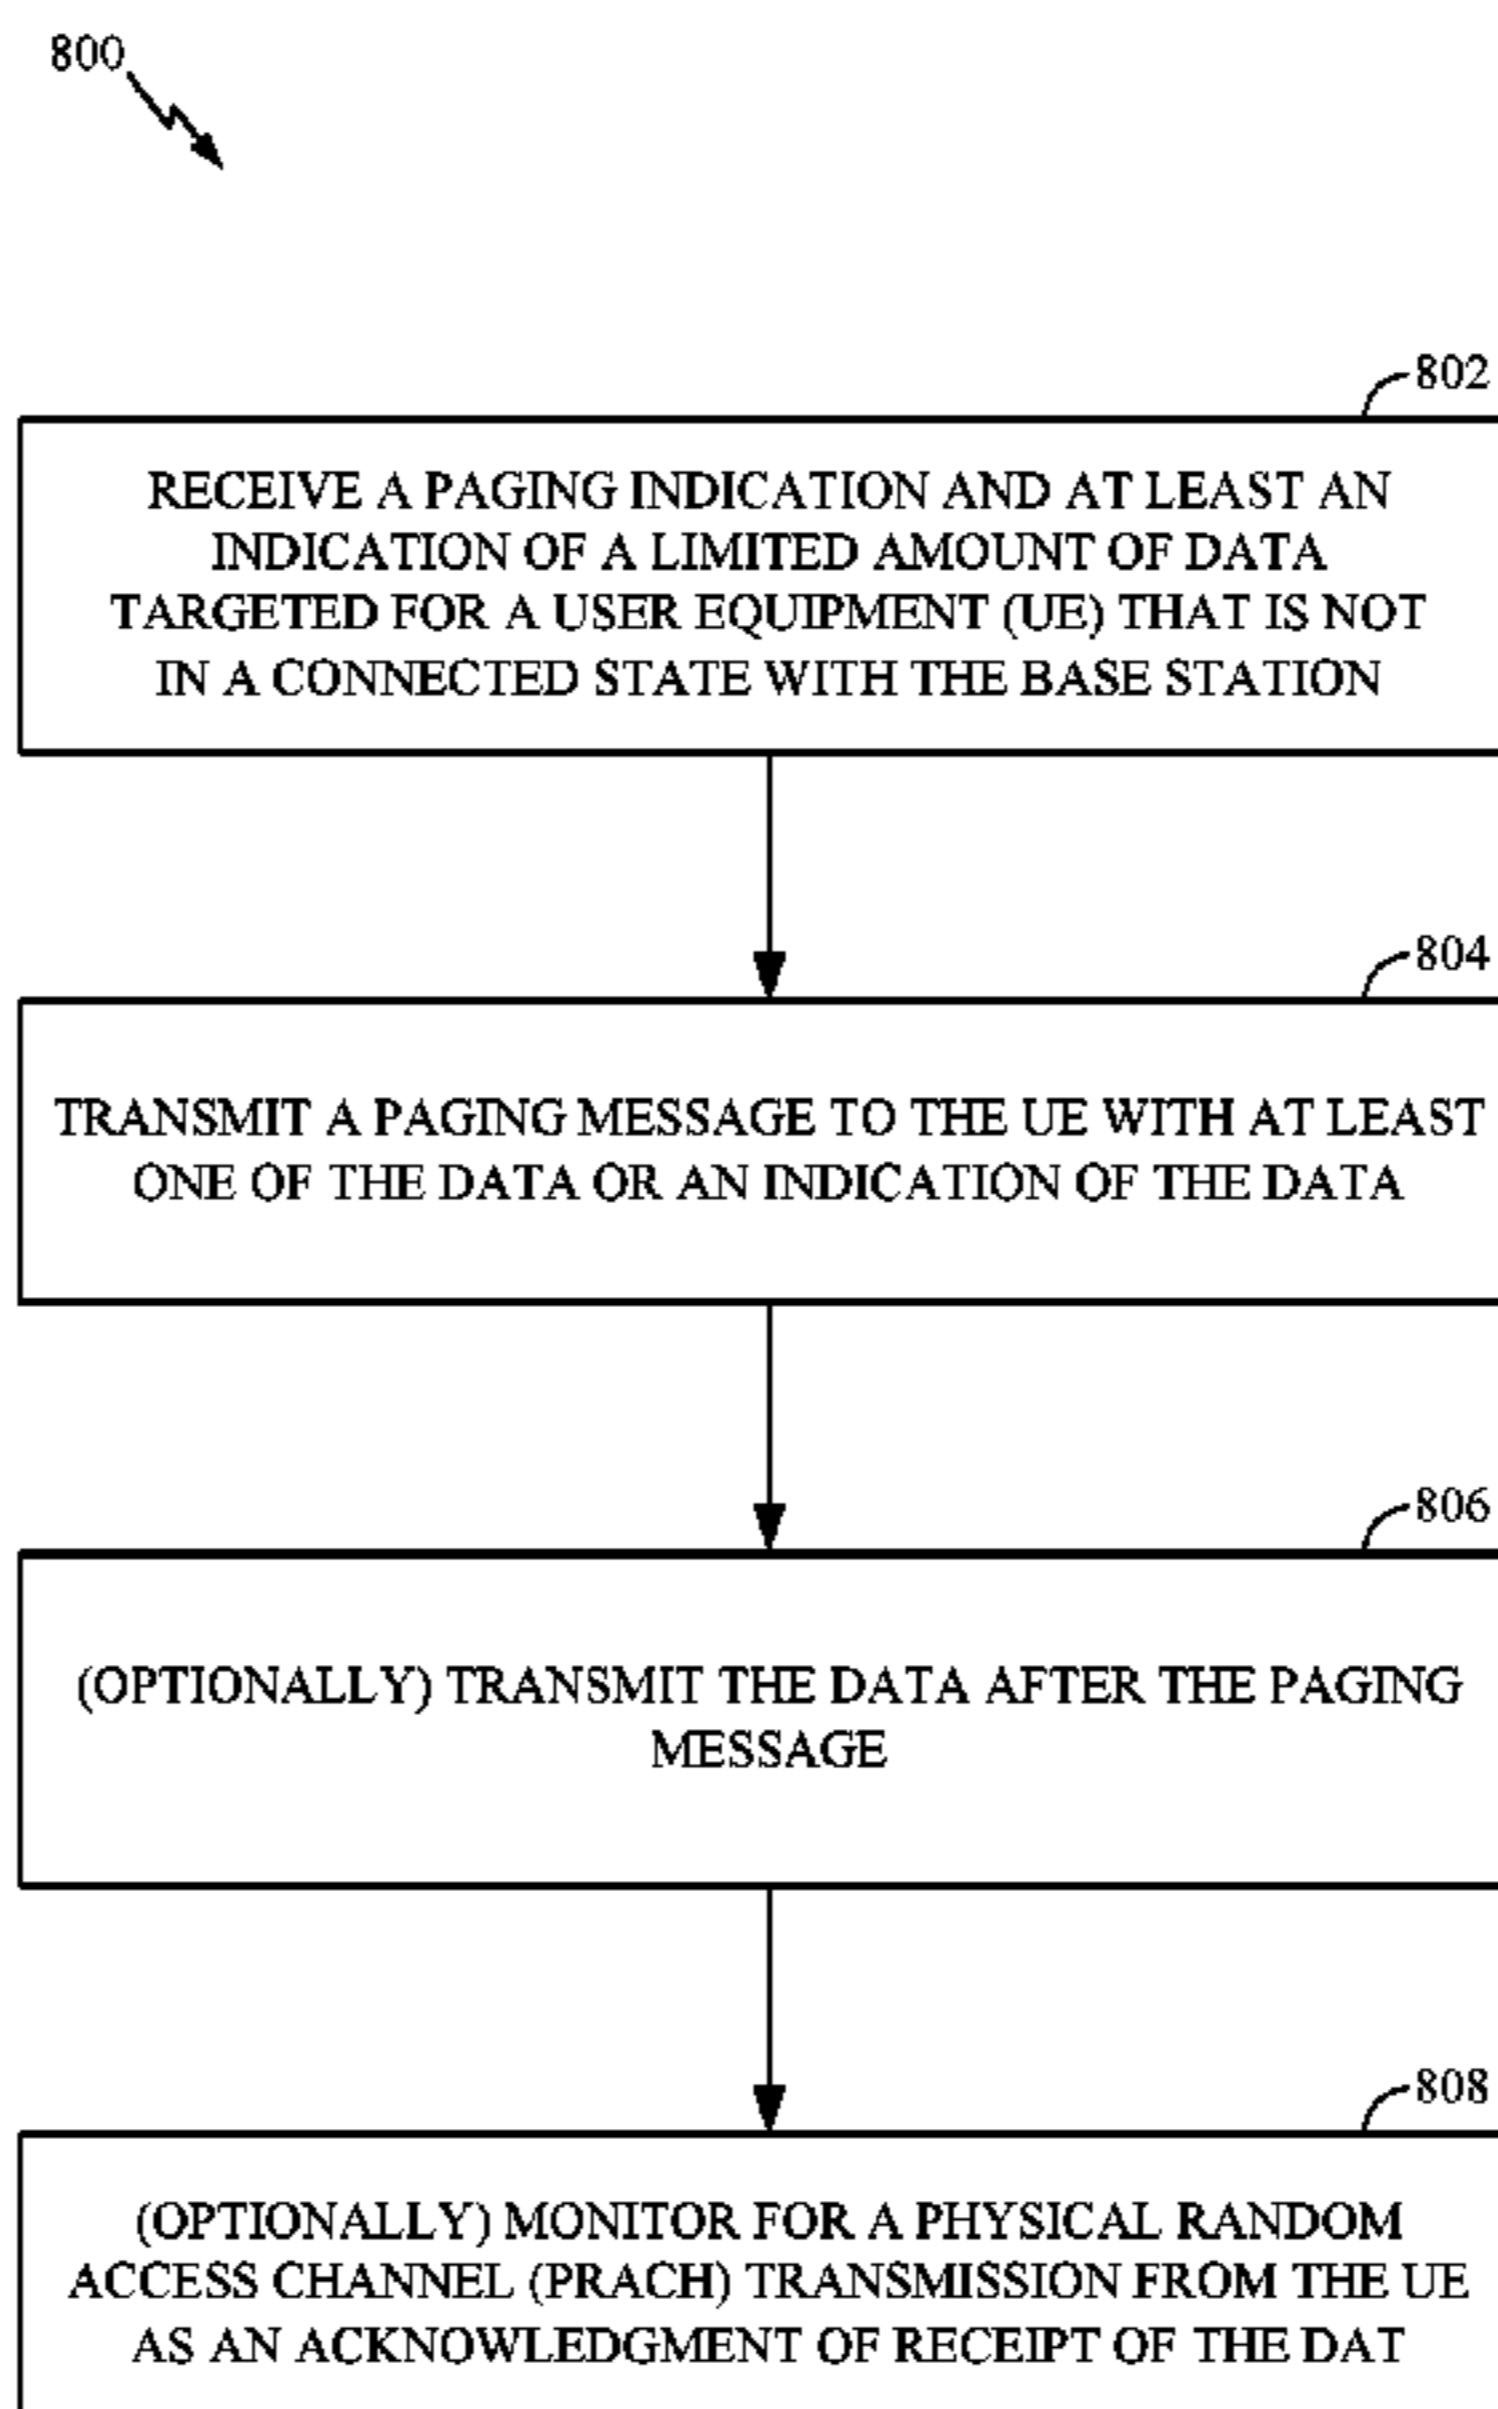 800
802
RECEIVE A PAGING INDICATION AND AT LEAST AN
INDICATION OF A LIMITED AMOUNT OF DATA
TARGETED FOR A USER EQUIPMENT (UE) THAT IS NOT
IN A CONNECTED STATE WITH THE BASE STATION
804
TRANSMIT A PAGING MESSAGE TO THE UE WITH AT LEAST
ONE OF THE DATA OR AN INDICATION OF THE DATA
806
(OPTIONALLY) TRANSMIT THE DATA AFTER THE PAGING
MESSAGE
808
(OPTIONALLY) MONITOR FOR A PHYSICAL RANDOM
ACCESS CHANNEL (PRACH) TRANSMISSION FROM THE UE
AS AN ACKNOWLEDGMENT OF RECEIPT OF THE DAT